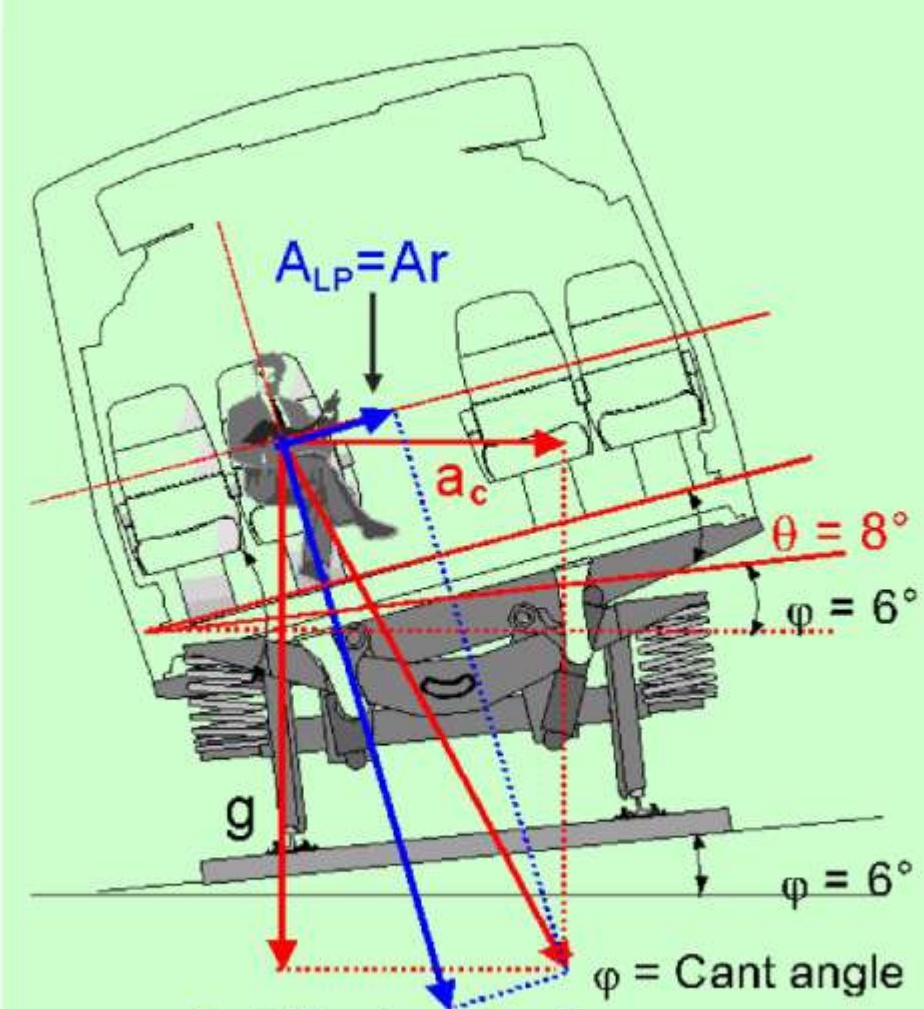 A_LP=Ar
a_c
θ = 8°
φ = 6°
g
φ = 6°
φ = Cant angle